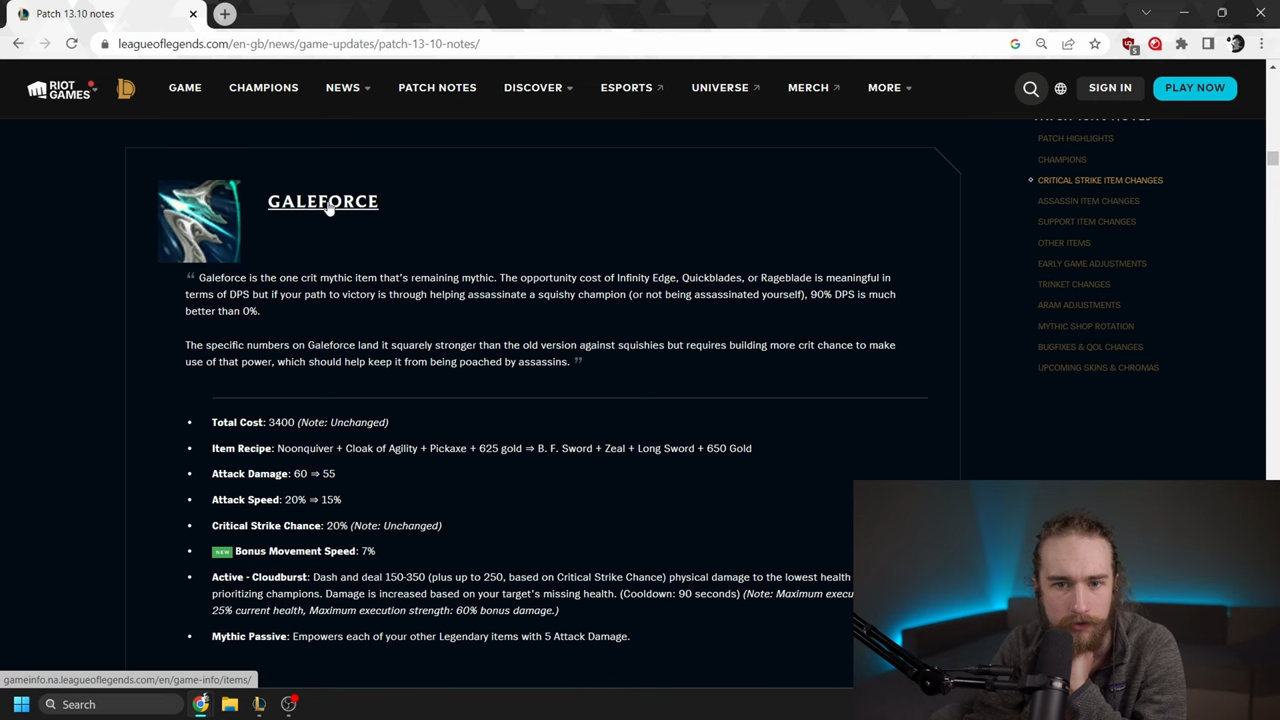 Patch 13.10 notes
leagueoflegends.com/en-gb/news/game-updates/patch-13-10-notes/
5
RIOT GAMES
GAME
CHAMPIONS
NEWS
PATCH NOTES
DISCOVER
ESPORTS
UNIVERSE
MERCH
MORE
SIGN IN
PLAY NOW
PATCH HIGHLIGHTS
CHAMPIONS
CRITICAL STRIKE ITEM CHANGES
ASSASSIN ITEM CHANGES
SUPPORT ITEM CHANGES
OTHER ITEMS
EARLY GAME ADJUSTMENTS
TRINKET CHANGES
ARAM ADJUSTMENTS
MYTHIC SHOP ROTATION
BUGFIXES & QOL CHANGES
UPCOMING SKINS & CHROMAS
GALEFORCE
“ Galeforce is the one crit mythic item that's remaining mythic. The opportunity cost of Infinity Edge, Quickblades, or Rageblade is meaningful in
terms of DPS but if your path to victory is through helping assassinate a squishy champion (or not being assassinated yourself), 90% DPS is much
better than 0%.
The specific numbers on Galeforce land it squarely stronger than the old version against squishies but requires building more crit chance to make
use of that power, which should help keep it from being poached by assassins. ”
• Total Cost: 3400 (Note: Unchanged)
• Item Recipe: Noonquiver + Cloak of Agility + Pickaxe + 625 gold ⇒ B. F. Sword + Zeal + Long Sword + 650 Gold
• Attack Damage: 60 ⇒ 55
• Attack Speed: 20% ⇒ 15%
• Critical Strike Chance: 20% (Note: Unchanged)
• NEW Bonus Movement Speed: 7%
• Active - Cloudburst: Dash and deal 150-350 (plus up to 250, based on Critical Strike Chance) physical damage to the lowest health
prioritizing champions. Damage is increased based on your target's missing health. (Cooldown: 90 seconds) (Note: Maximum execu
25% current health, Maximum execution strength: 60% bonus damage.)
• Mythic Passive: Empowers each of your other Legendary items with 5 Attack Damage.
gameinfo.na.leagueoflegends.com/en/game-info/items/
Search